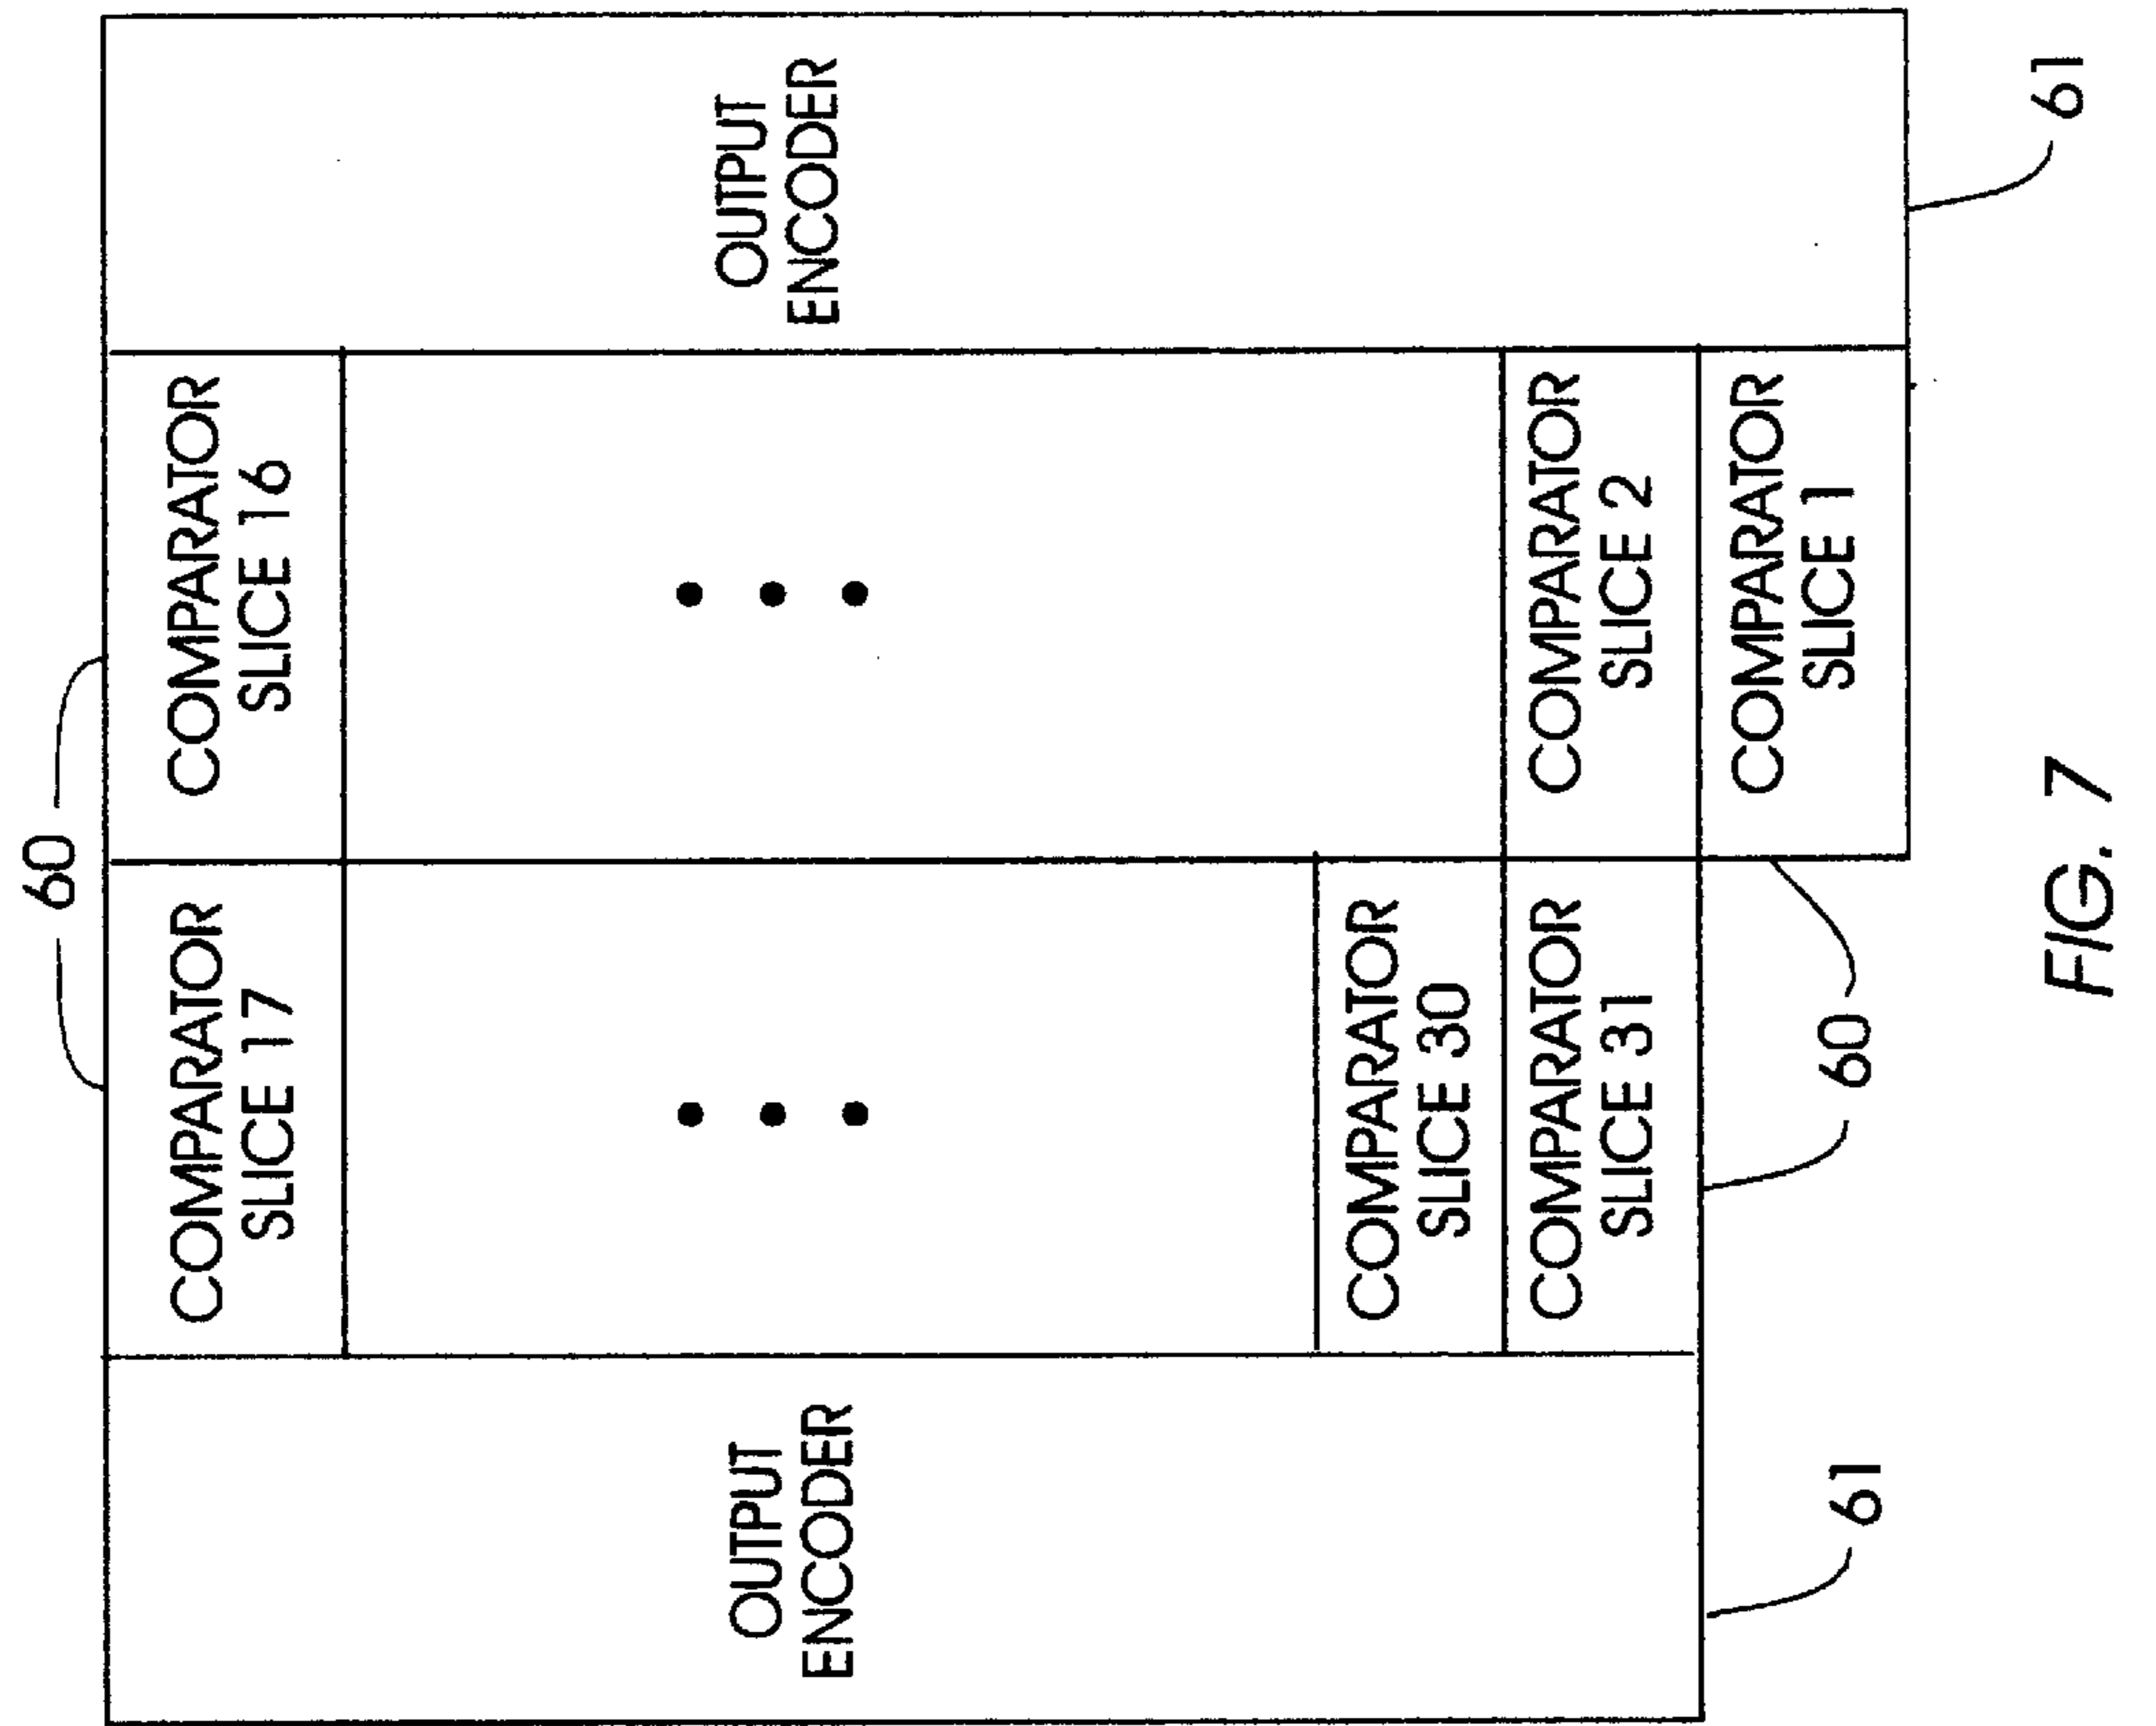 60
COMPARATOR
SLICE 17
COMPARATOR
SLICE 16
OUTPUT
ENCODER
OUTPUT
ENCODER
COMPARATOR
SLICE 30
COMPARATOR
SLICE 31
COMPARATOR
SLICE 2
COMPARATOR
SLICE 1
61
60
61
FIG. 7